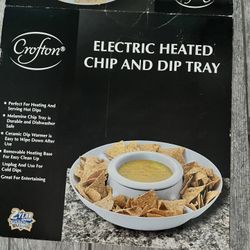 Crofton®
ELECTRIC HEATED
CHIP AND DIP TRAY
• Perfect For Heating And
Serving Hot Dips
• Melamine Chip Tray is
Durable and Dishwasher
Safe
• Ceramic Dip Warmer is
Easy to Wipe Down After
Use
• Removable Heating Base
For Easy Clean Up
Unplug And Use For
Cold Dips
Great For Entertaining